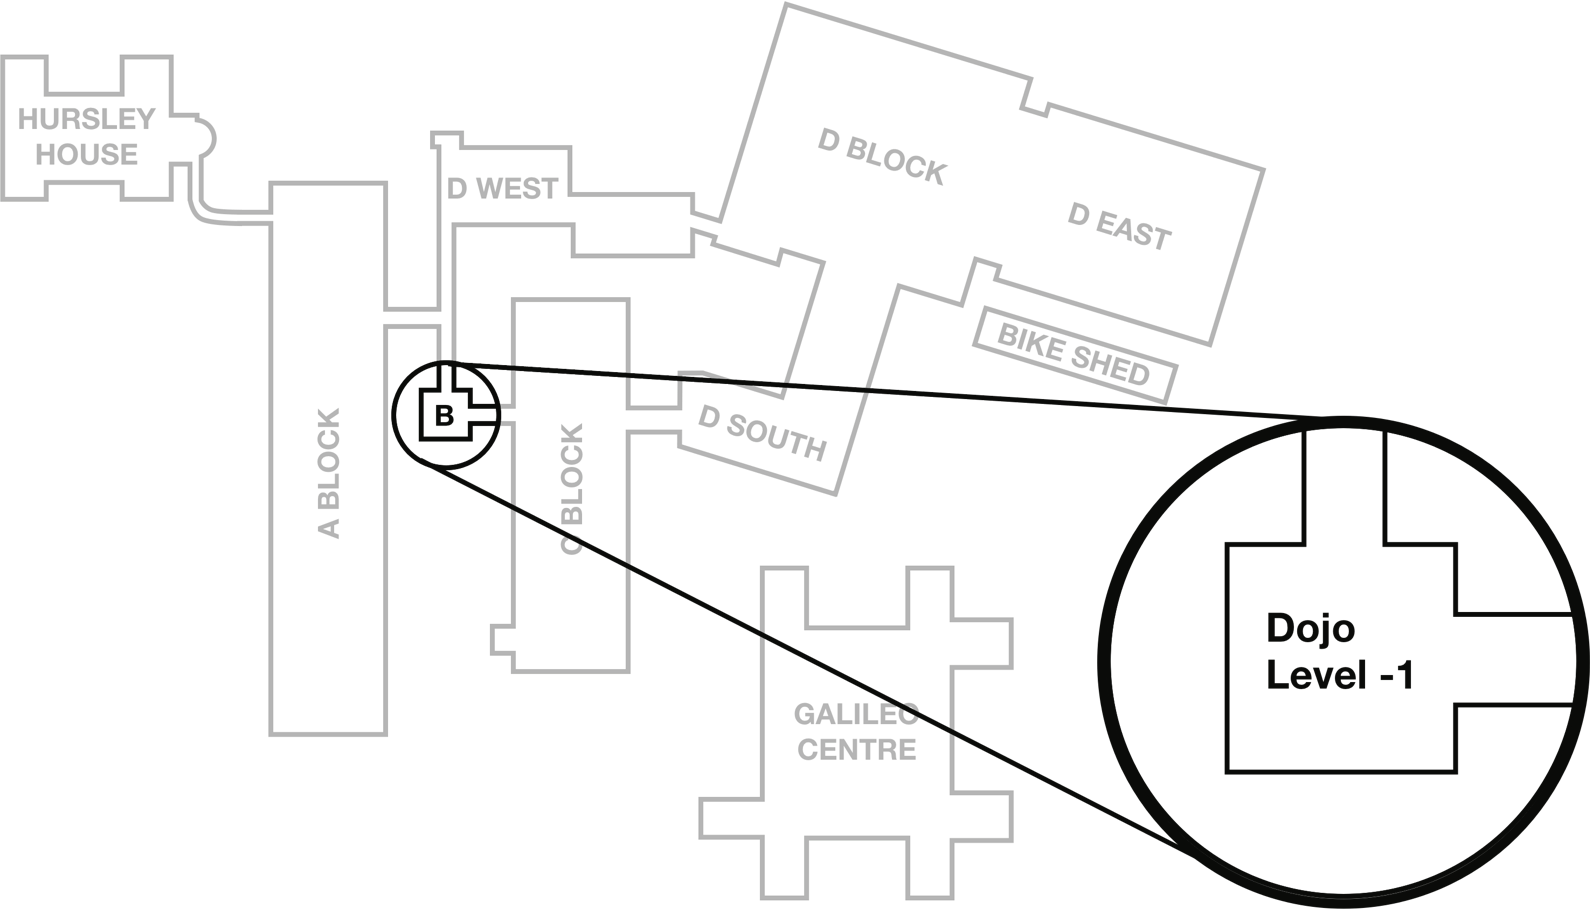 HURSLEY
HOUSE
D WEST
D BLOCK
D EAST
BIKE SHED
B
A BLOCK
C BLOCK
D SOUTH
GALILEO
CENTRE
Dojo
Level -1